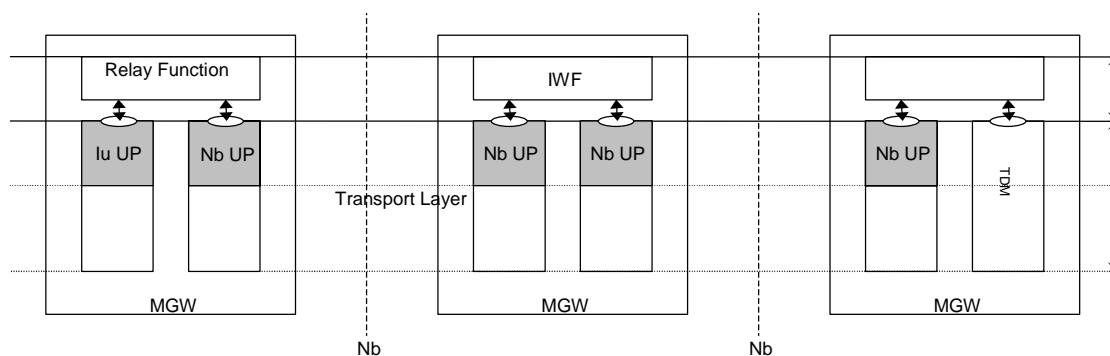 Relay Function
IWF
Iu UP
Nb UP
Nb UP
Nb UP
Nb UP
TDM
Transport Layer
MGW
MGW
MGW
Nb
Nb